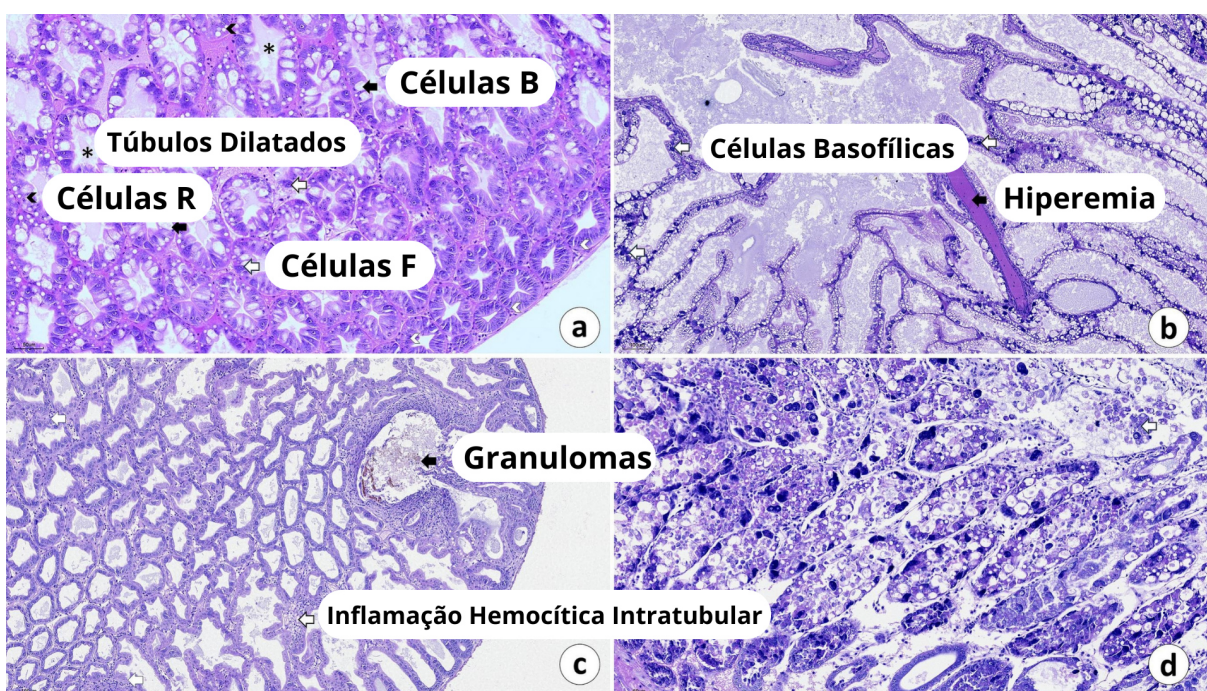 Células B
Túbulos Dilatados
Células R
Células F
a
Células Basofílicas
Hiperemia
b
Granulomas
Inflamação Hemocítica Intratubular
c
d